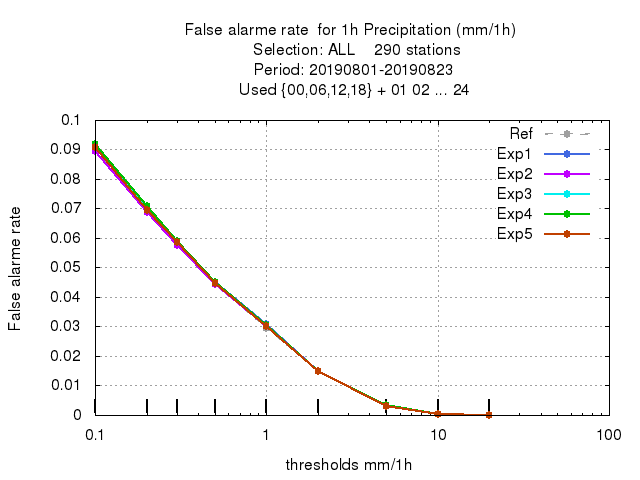 False alarme rate  for 1h Precipitation (mm/1h)
Selection: ALL    290 stations
Period: 20190801-20190823
Used {00,06,12,18} + 01 02 ... 24
0.1
0.09
0.08
0.07
0.06
0.05
0.04
0.03
0.02
0.01
0
False alarme rate
Ref
Exp1
Exp2
Exp3
Exp4
Exp5
0.1 1 10 100
thresholds mm/1h